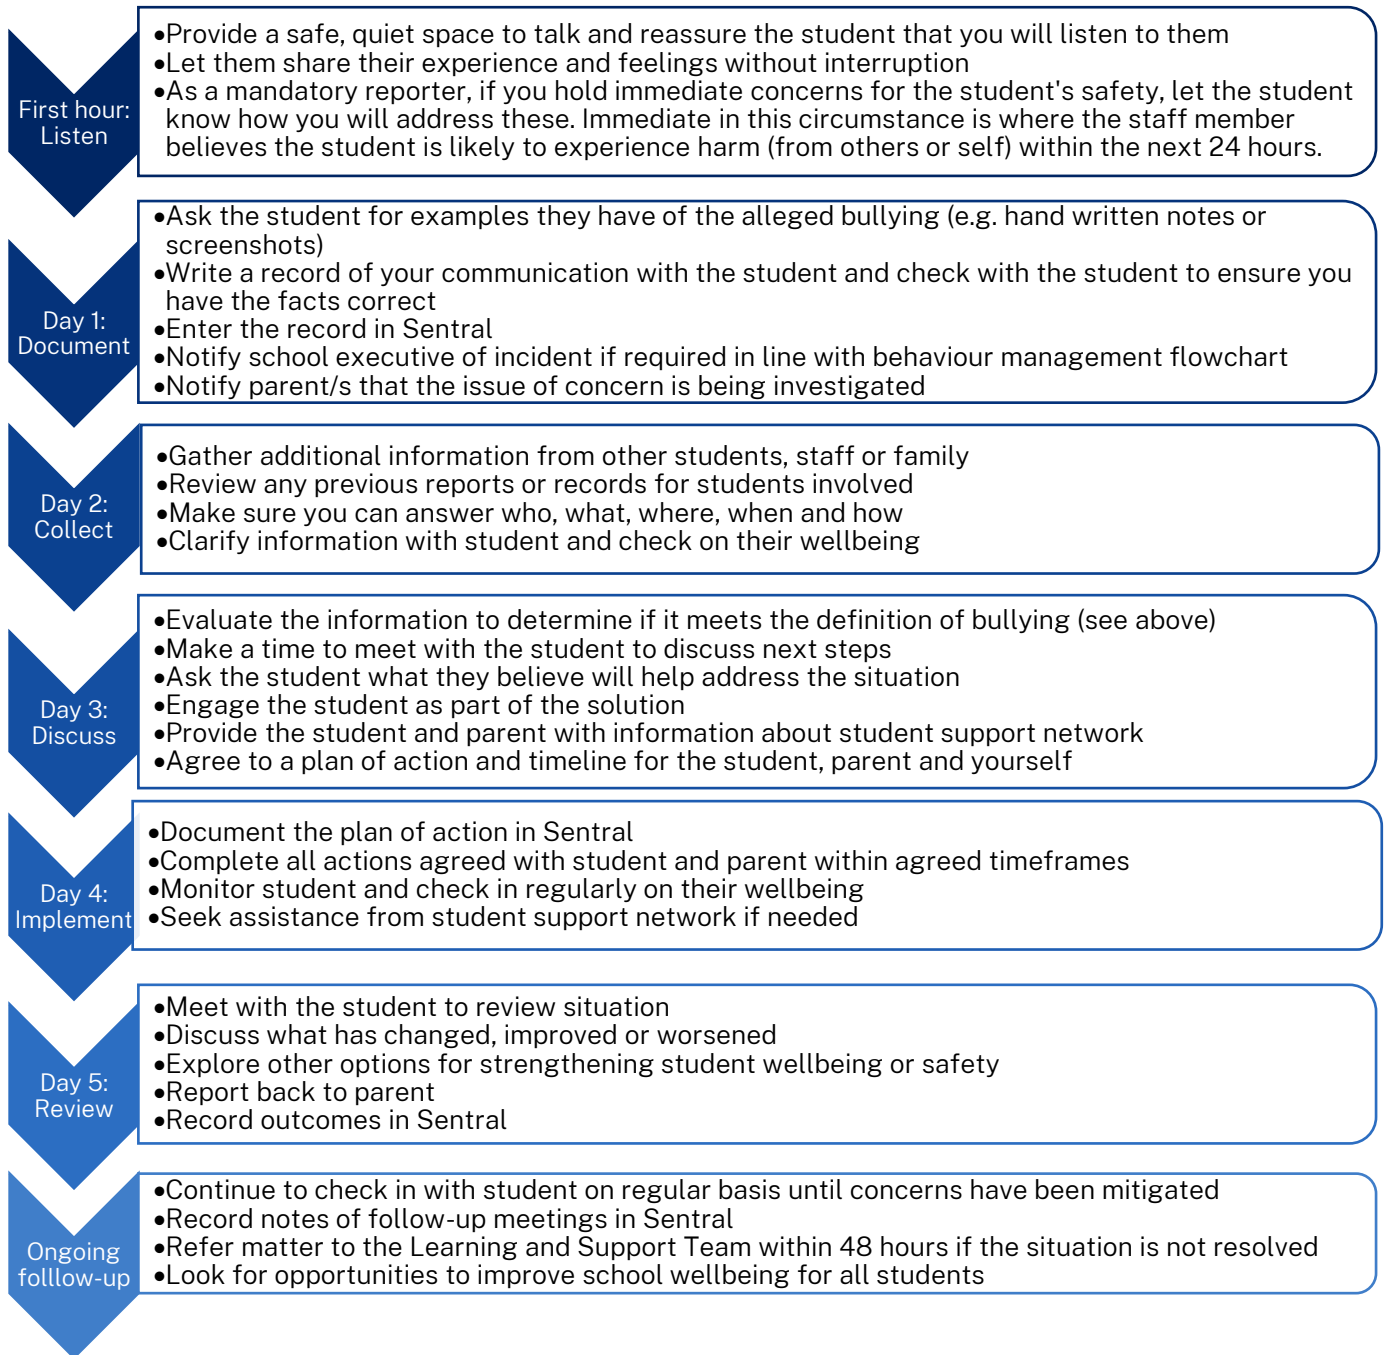 First hour:
Listen
•Provide a safe, quiet space to talk and reassure the student that you will listen to them
•Let them share their experience and feelings without interruption
•As a mandatory reporter, if you hold immediate concerns for the student's safety, let the student
know how you will address these. Immediate in this circumstance is where the staff member
believes the student is likely to experience harm (from others or self) within the next 24 hours.
Day 1:
Document
•Ask the student for examples they have of the alleged bullying (e.g. hand written notes or
screenshots)
•Write a record of your communication with the student and check with the student to ensure you
have the facts correct
•Enter the record in Sentral
•Notify school executive of incident if required in line with behaviour management flowchart
•Notify parent/s that the issue of concern is being investigated
Day 2:
Collect
•Gather additional information from other students, staff or family
•Review any previous reports or records for students involved
•Make sure you can answer who, what, where, when and how
•Clarify information with student and check on their wellbeing
Day 3:
Discuss
•Evaluate the information to determine if it meets the definition of bullying (see above)
•Make a time to meet with the student to discuss next steps
•Ask the student what they believe will help address the situation
•Engage the student as part of the solution
•Provide the student and parent with information about student support network
•Agree to a plan of action and timeline for the student, parent and yourself
Day 4:
Implement
•Document the plan of action in Sentral
•Complete all actions agreed with student and parent within agreed timeframes
•Monitor student and check in regularly on their wellbeing
•Seek assistance from student support network if needed
Day 5:
Review
•Meet with the student to review situation
•Discuss what has changed, improved or worsened
•Explore other options for strengthening student wellbeing or safety
•Report back to parent
•Record outcomes in Sentral
Ongoing
folllow-up
•Continue to check in with student on regular basis until concerns have been mitigated
•Record notes of follow-up meetings in Sentral
•Refer matter to the Learning and Support Team within 48 hours if the situation is not resolved
•Look for opportunities to improve school wellbeing for all students